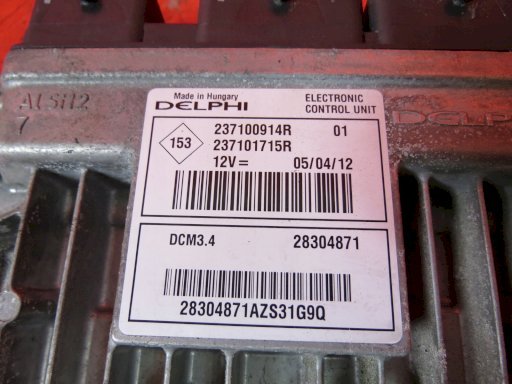 Made in Hungary
DELPHI
ELECTRONIC
CONTROL UNIT
153
237100914R 01
237101715R
12V= 05/04/12
DCM3.4 28304871
28304871AZS31G9Q
7
DELPHI